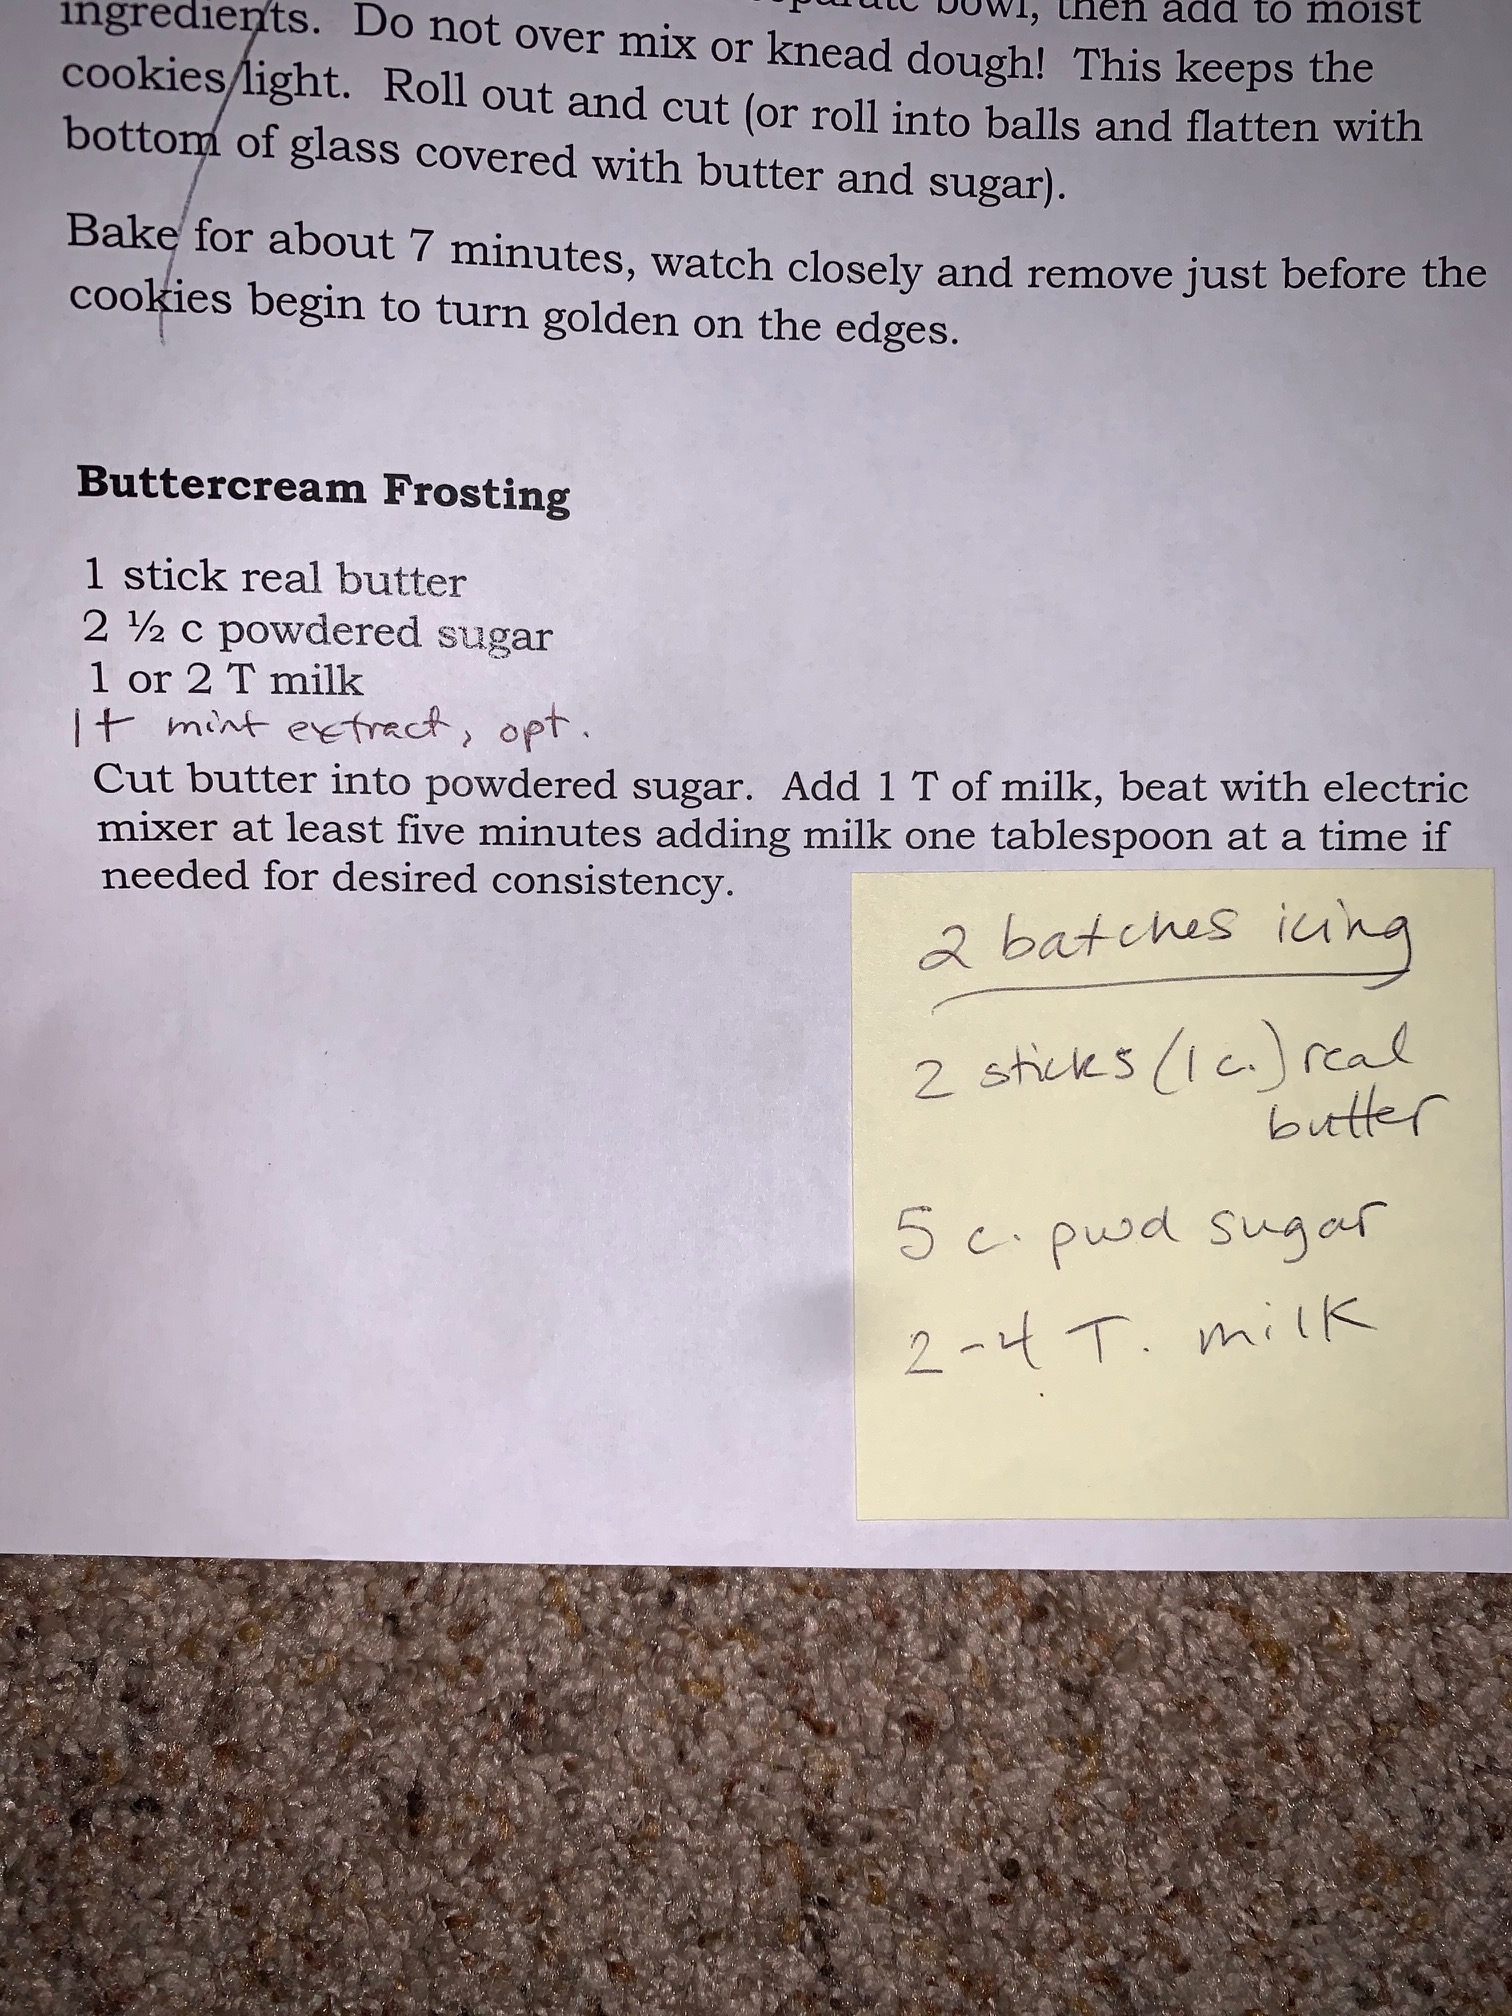 ingredients. Do not over mix or knead dough! This keeps the
bowl, then add to moist
cookies light. Roll out and cut (or roll into balls and flatten with
bottom of glass covered with butter and sugar).
Bake for about 7 minutes, watch closely and remove just before the
cookies begin to turn golden on the edges.
Buttercream Frosting
1 stick real butter
2 ½ c powdered sugar
1 or 2 T milk
1 t mint extract, opt.
Cut butter into powdered sugar. Add 1 T of milk, beat with electric
mixer at least five minutes adding milk one tablespoon at a time if
needed for desired consistency.
2 batches icing
2 sticks (1 c.) real
butter
5 c. pwd sugar
2-4 T. milk